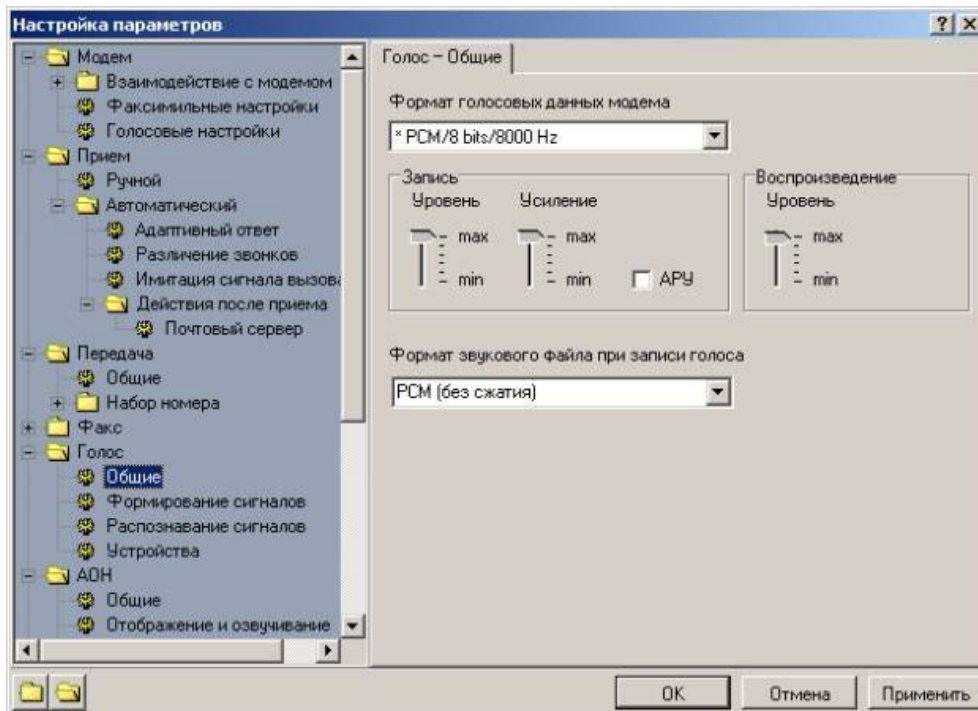 Настройка параметров
Модем
Взаимодействие с модемом
Факсимильные настройки
Голосовые настройки
Прием
Ручной
Автоматический
Адаптивный ответ
Различение звонков
Имитация сигнала вызова
Действия после приема
Почтовый сервер
Передача
Общие
Набор номера
Факс
Голос
Общие
Формирование сигналов
Распознавание сигналов
Устройства
АОН
Общие
Отображение и озвучивание
Голос – Общие
Формат голосовых данных модема
* PCM/8 bits/8000 Hz
Запись
Уровень Усиление
max max
min min АРУ
Воспроизведение
Уровень
max
min
Формат звукового файла при записи голоса
PCM (без сжатия)
OK Отмена Применить